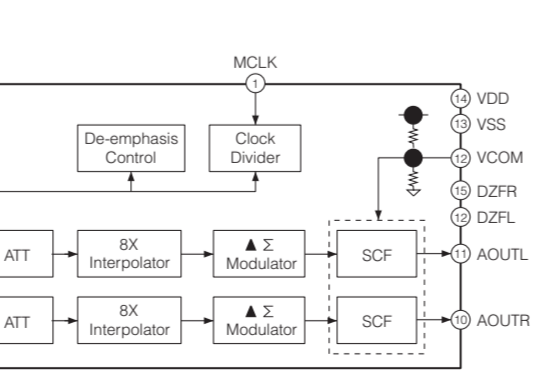 MCLK
1
14 VDD
13 VSS
De-emphasis
Control
Clock
Divider
12 VCOM
15 DZFR
12 DZFL
ATT
8X
Interpolator
▲ Σ
Modulator
SCF
11 AOUTL
ATT
8X
Interpolator
▲ Σ
Modulator
SCF
10 AOUTR